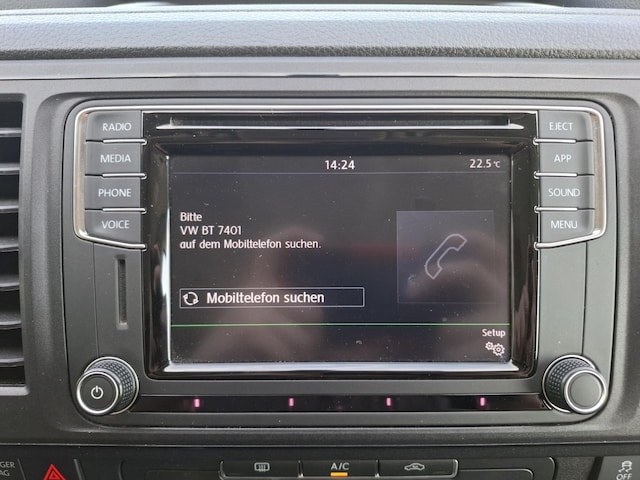 RADIO
MEDIA
PHONE
VOICE
EJECT
APP
SOUND
MENU
14:24
22.5°C
Bitte
VW BT 7401
auf dem Mobiltelefon suchen.
Mobiltelefon suchen
Setup
A/C
OFF